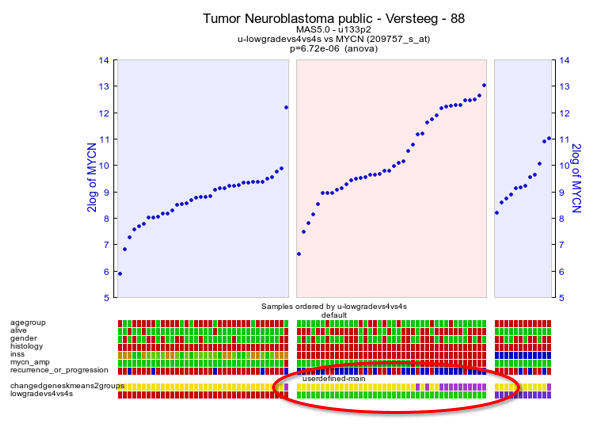 Tumor Neuroblastoma public - Versteeg - 88
MAS5.0 - u133p2
u-lowgradevs4vs4s vs MYCN (209757_s_at)
p=6.72e-06 (anova)
14 14
13 13
12 12
11 11
10 10
9 9
8 8
7 7
6 6
5 5
2log of MYCN
2log of MYCN
Samples ordered by u-lowgradevs4vs4s
default
agegroup
alive
gender
histology
inss
mycn_amp
recurrence_or_progression
userdefined-main
changedgeneskmeans2groups
lowgradevs4vs4s